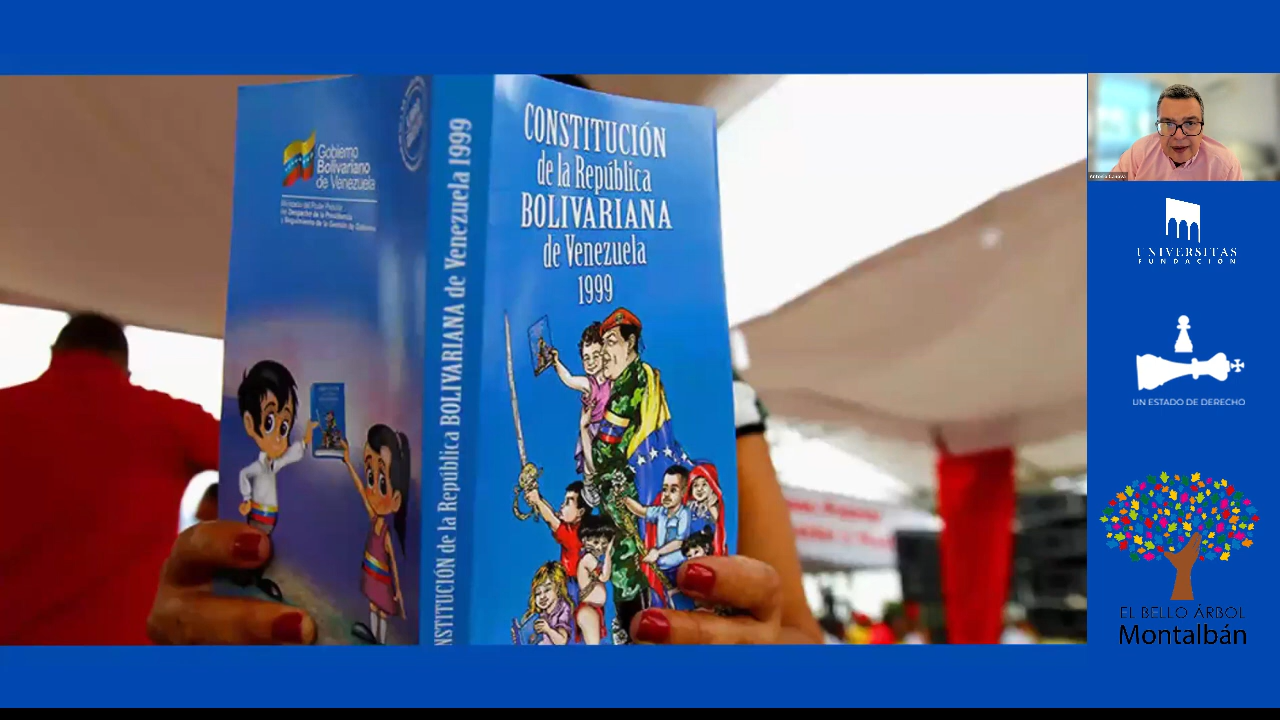 Gobierno
Bolivariano
de Venezuela
CONSTITUCIÓN de la República BOLIVARIANA de Venezuela 1999
CONSTITUCIÓN
de la República
BOLIVARIANA
de Venezuela
1999
UNIVERSITAS
FUNDACIÓN
UN ESTADO DE DERECHO
EL BELLO ÁRBOL
Montalbán